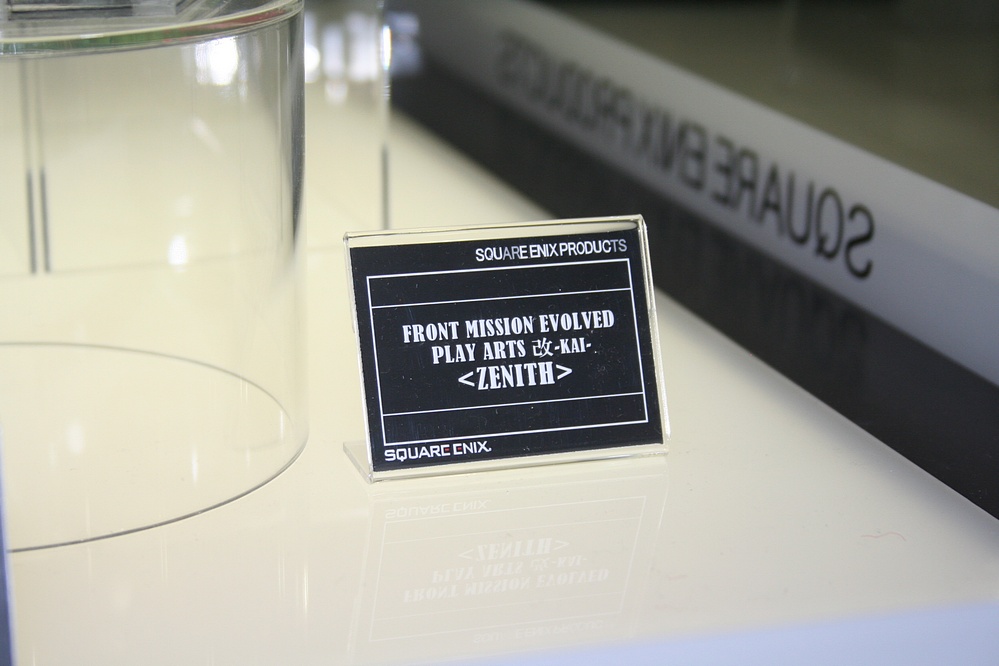 SQUARE ENIX PRODUCTS
SQUARE ENIX PRODUCTS
FRONT MISSION EVOLVED
PLAY ARTS 改-KAI-
<ZENITH>
SQUARE ENIX.